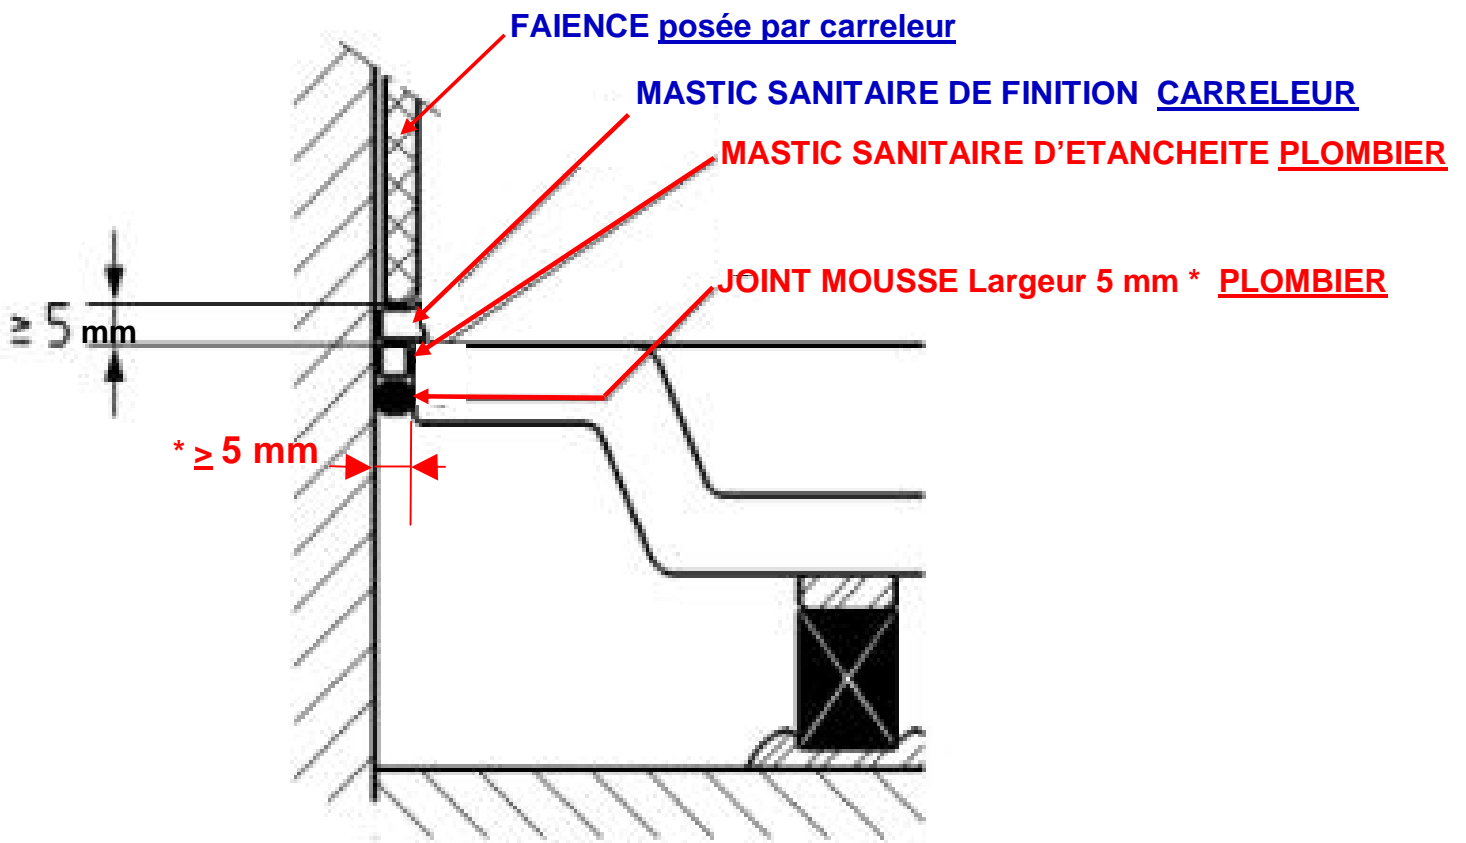 FAIENCE posée par carreleur
MASTIC SANITAIRE DE FINITION CARRELEUR
MASTIC SANITAIRE D’ETANCHEITE PLOMBIER
JOINT MOUSSE Largeur 5 mm * PLOMBIER
≥ 5 mm
* ≥ 5 mm